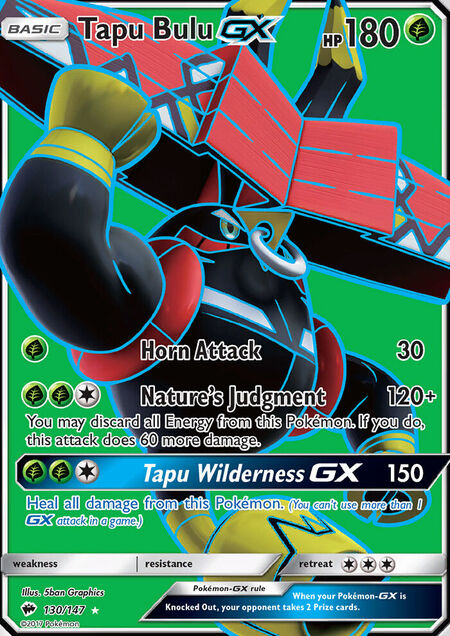 BASIC Tapu Bulu GX HP 180
Horn Attack 30
Nature's Judgment 120+
You may discard all Energy from this Pokémon. If you do,
this attack does 60 more damage.
Tapu Wilderness GX 150
Heal all damage from this Pokémon. (You can't use more than 1
GX attack in a game.)
weakness resistance retreat
Illus. 5ban Graphics
130/147
©2017 Pokémon
Pokémon-GX rule
When your Pokémon-GX is
Knocked Out, your opponent takes 2 Prize cards.